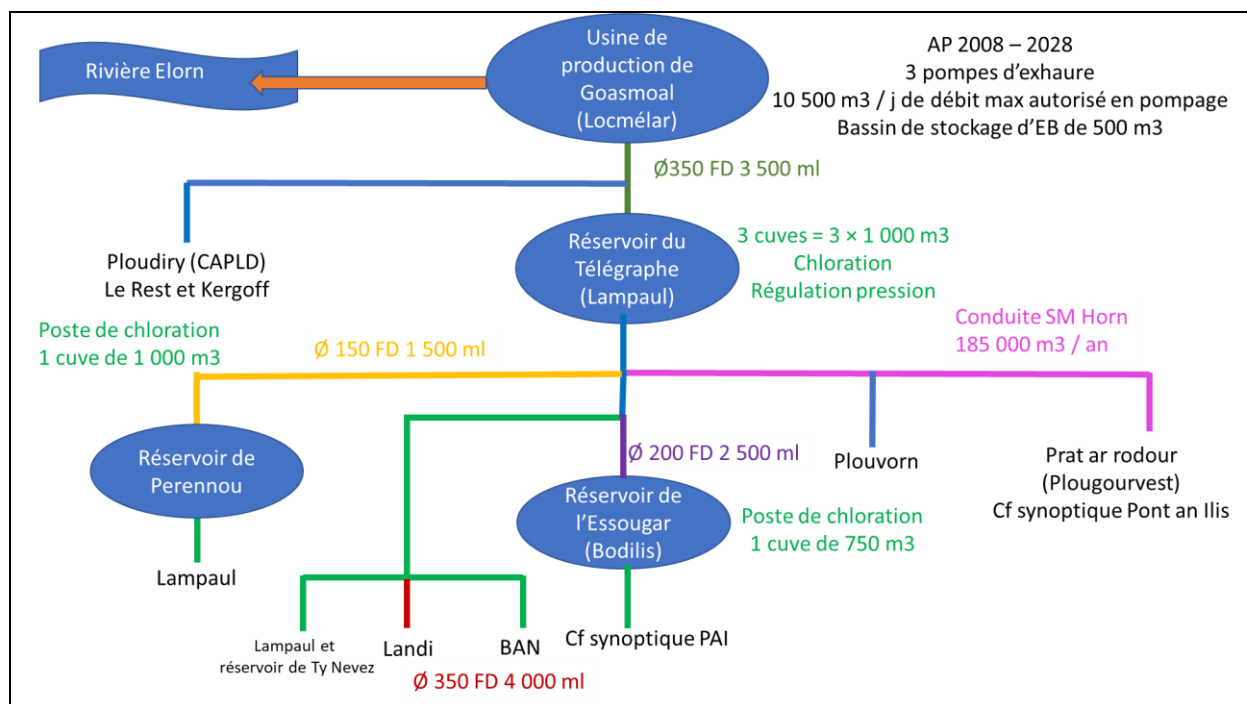 Rivière Elorn
Usine de
production de
Goasmoal
(Locmélar)
AP 2008 – 2028
3 pompes d'exhaure
10 500 m3 / j de débit max autorisé en pompage
Bassin de stockage d'EB de 500 m3
Ø350 FD 3 500 ml
Ploudiry (CAPLD)
Le Rest et Kergoff
Réservoir du
Télégraphe
(Lampaul)
3 cuves = 3 × 1 000 m3
Chloration
Régulation pression
Poste de chloration
1 cuve de 1 000 m3
Ø 150 FD 1 500 ml
Conduite SM Horn
185 000 m3 / an
Réservoir de
Perennou
Lampaul
Ø 200 FD 2 500 ml
Réservoir de
l'Essougar
(Bodilis)
Poste de chloration
1 cuve de 750 m3
Plouvorn
Prat ar rodour
(Plougourvest)
Cf synoptique Pont an Ilis
Lampaul et
réservoir de Ty Nevez
Landi
BAN
Cf synoptique PAI
Ø 350 FD 4 000 ml